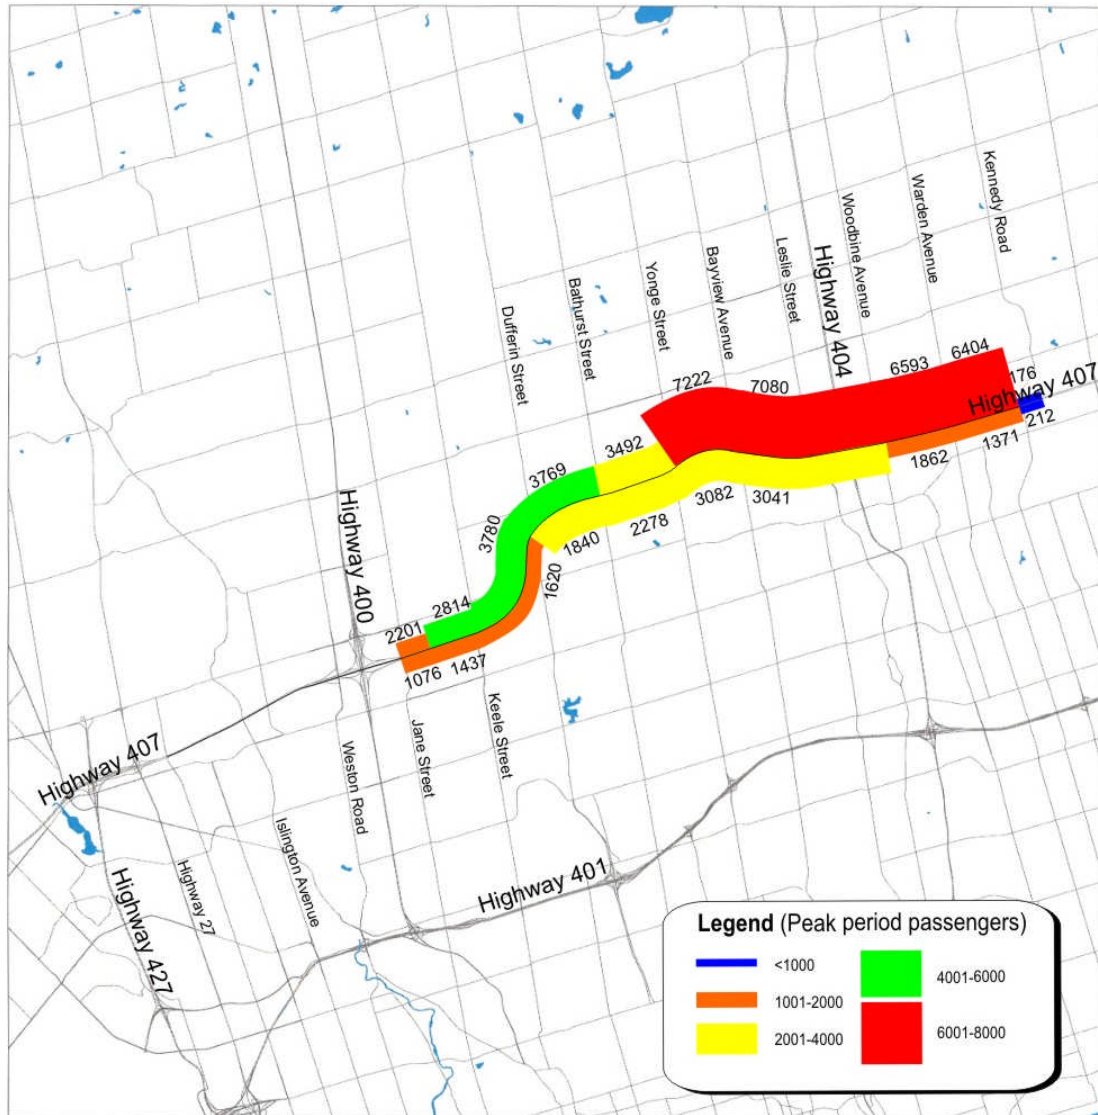 Kennedy Road
Warden Avenue
Woodbine Avenue
Highway 404
Leslie Street
Bayview Avenue
Yonge Street
Bathurst Street
Dufferin Street
6404
6593
7080
7222
176
Highway 407
212
1371
1862
3041
3082
3492
2278
3769
1840
3780
1620
Highway 400
2814
2201
1437
1076
Keele Street
Jane Street
Weston Road
Highway 407
Islington Avenue
Highway 27
Highway 427
Highway 401
Legend (Peak period passengers)
<1000
1001-2000
2001-4000
4001-6000
6001-8000